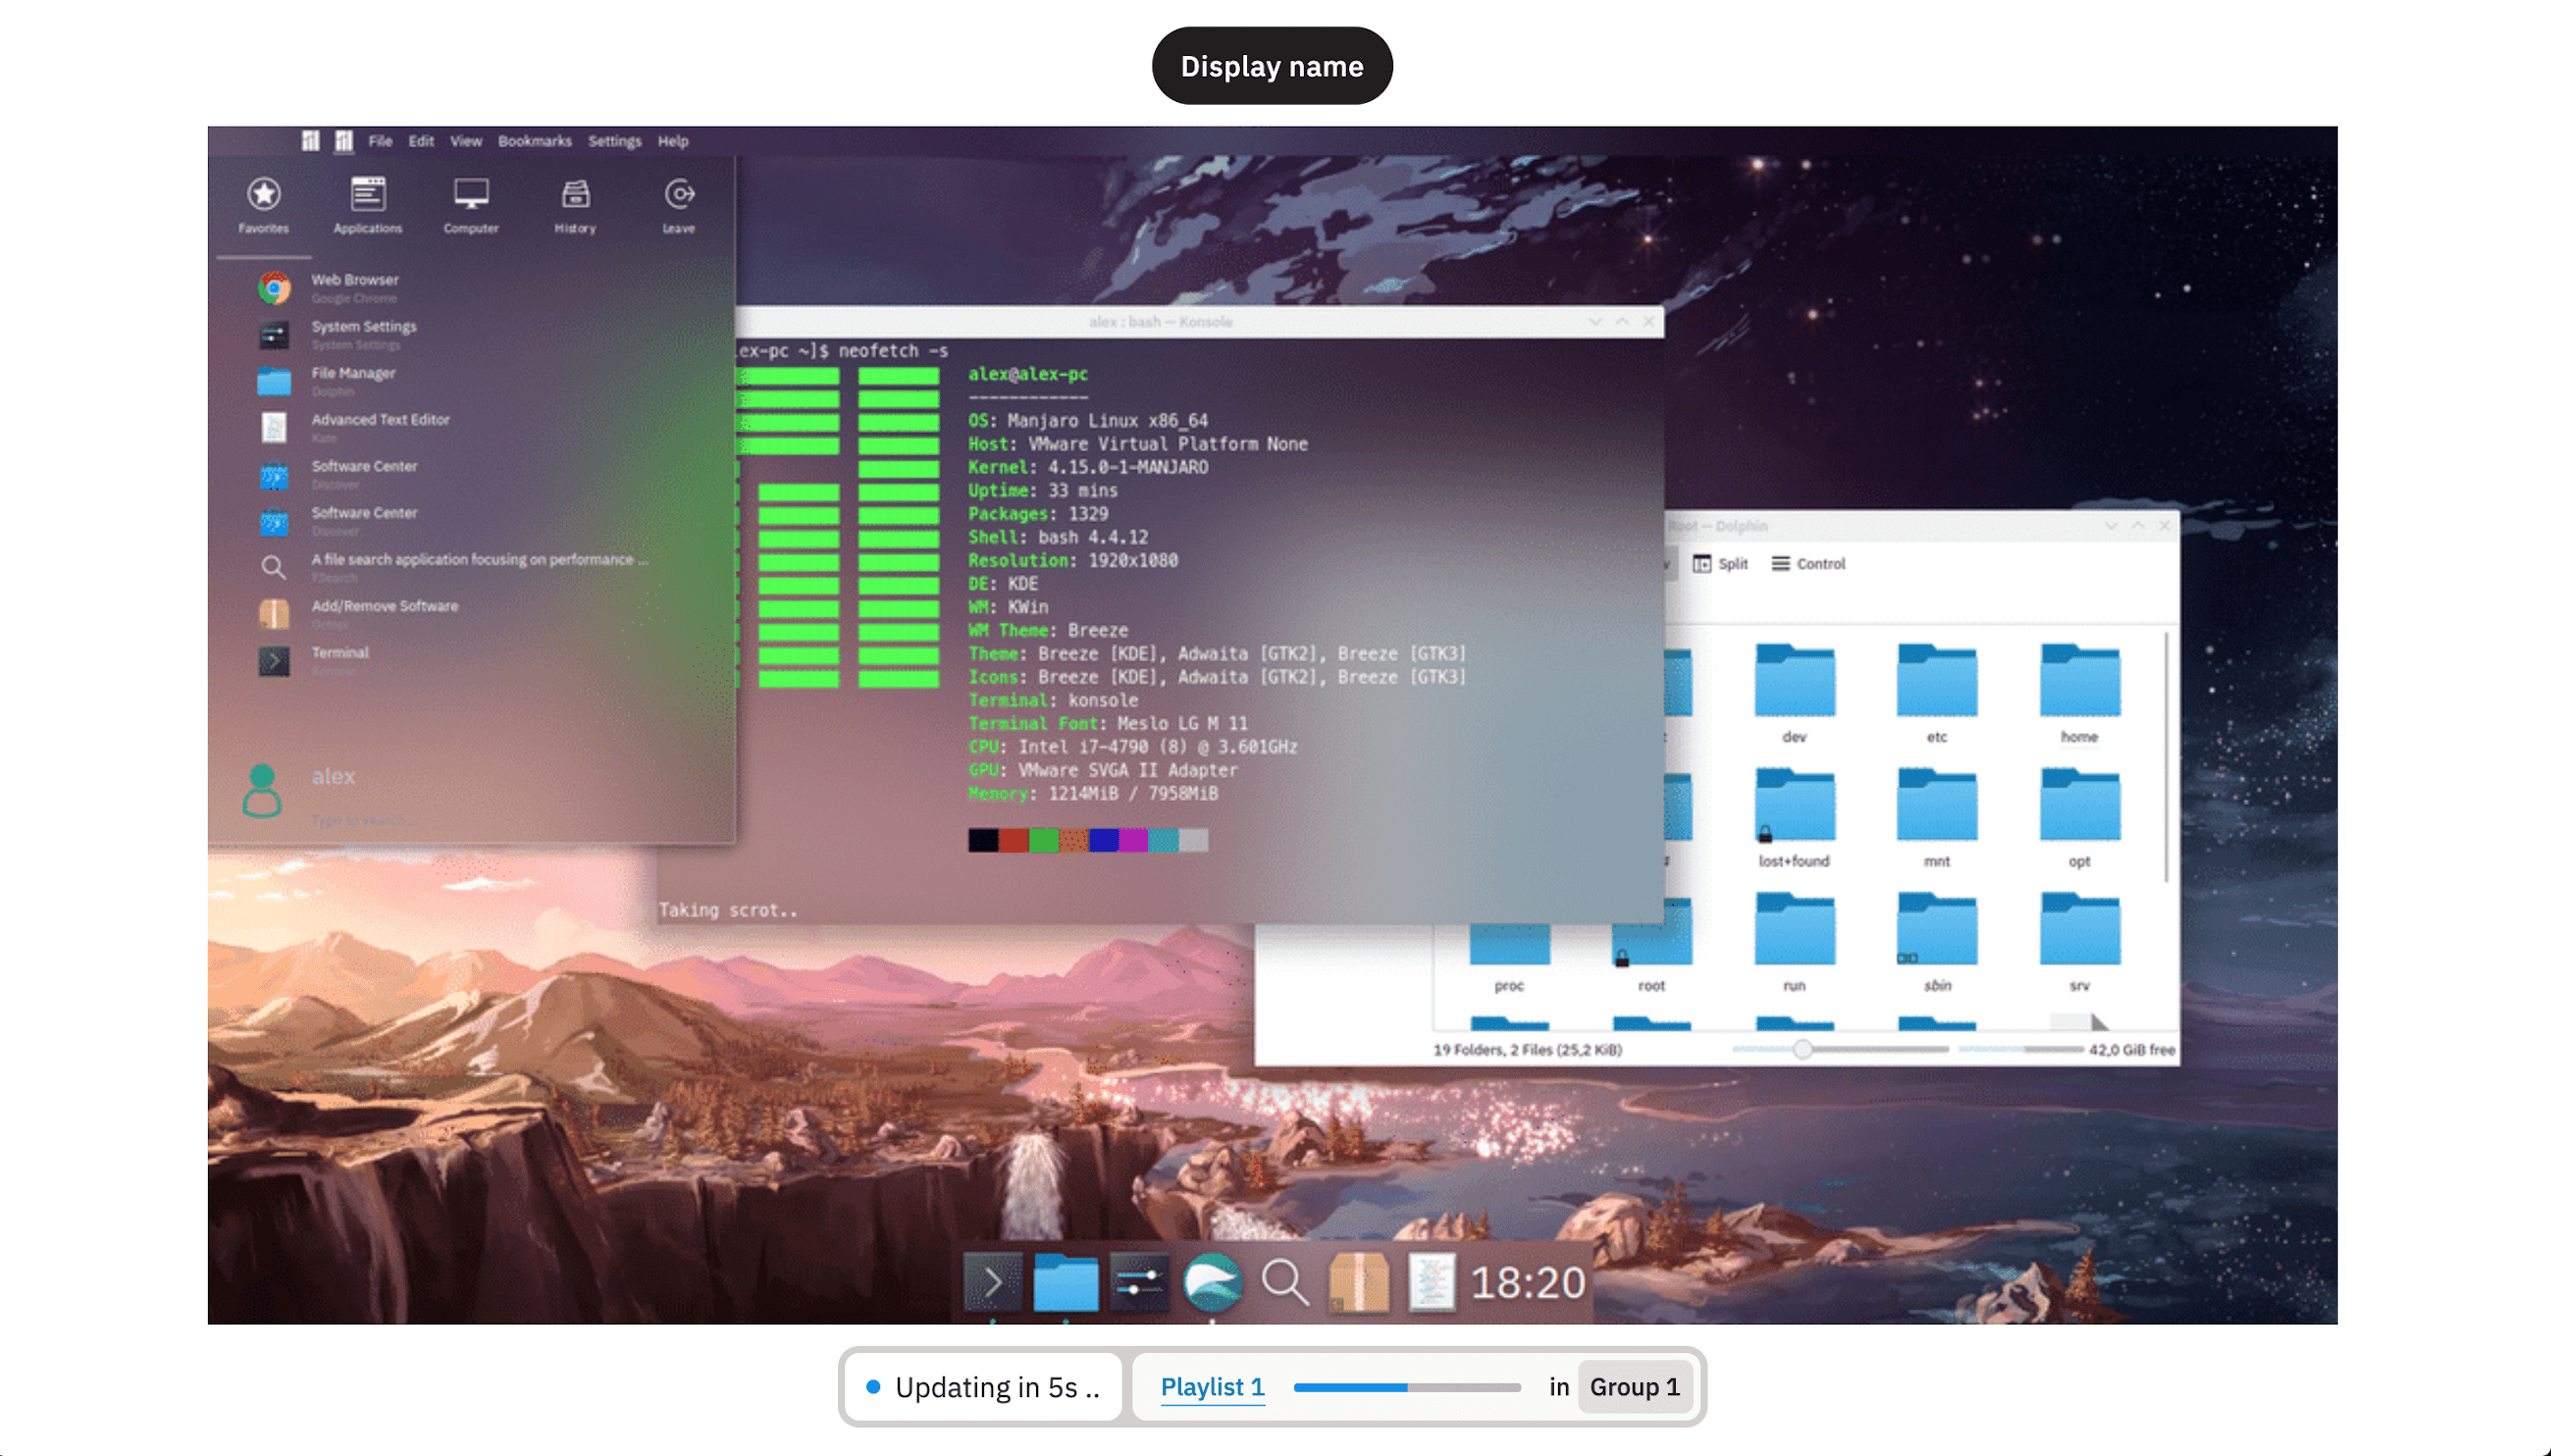 Display name
File Edit View Bookmarks Settings Help
Favorites Applications Computer History Leave
Web Browser
Google Chrome
System Settings
System Settings
File Manager
Dolphin
Advanced Text Editor
Kate
Software Center
Discover
Software Center
Discover
A file search application focusing on performance ...
FSearch
Add/Remove Software
Octopi
Terminal
Konsole
alex
Type to search...
alex : bash — Konsole
lex-pc ~]$ neofetch -s
alex@alex-pc
------------
OS: Manjaro Linux x86_64
Host: VMware Virtual Platform None
Kernel: 4.15.0-1-MANJARO
Uptime: 33 mins
Packages: 1329
Shell: bash 4.4.12
Resolution: 1920x1080
DE: KDE
WM: KWin
WM Theme: Breeze
Theme: Breeze [KDE], Adwaita [GTK2], Breeze [GTK3]
Icons: Breeze [KDE], Adwaita [GTK2], Breeze [GTK3]
Terminal: konsole
Terminal Font: Meslo LG M 11
CPU: Intel i7-4790 (8) @ 3.601GHz
GPU: VMware SVGA II Adapter
Memory: 1214MiB / 7958MiB
Taking scrot..
Root — Dolphin
Split Control
dev etc home
lost+found mnt opt
proc root run sbin srv
19 Folders, 2 Files (25,2 KiB) 42,0 GiB free
18:20
Updating in 5s .. Playlist 1 in Group 1